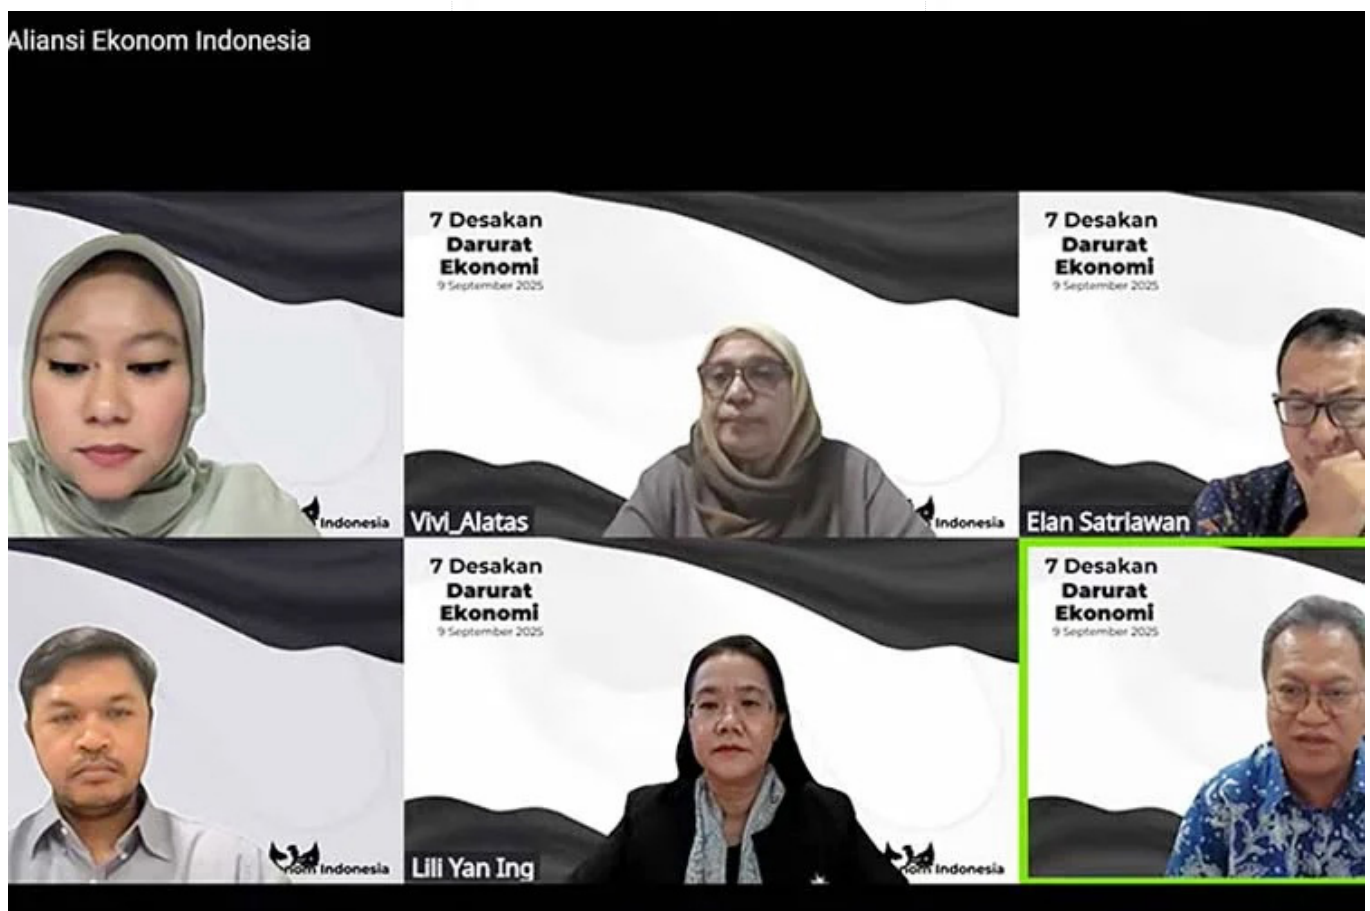 Aliansi Ekonom Indonesia
7 Desakan
Darurat
Ekonomi
9 September 2025
7 Desakan
Darurat
Ekonomi
9 September 2025
Indonesia
Vivi_Alatas
Indonesia
Elan Satriawan
7 Desakan
Darurat
Ekonomi
9 September 2025
7 Desakan
Darurat
Ekonomi
9 September 2025
nom Indonesia
Lili Yan Ing
nom Indonesia